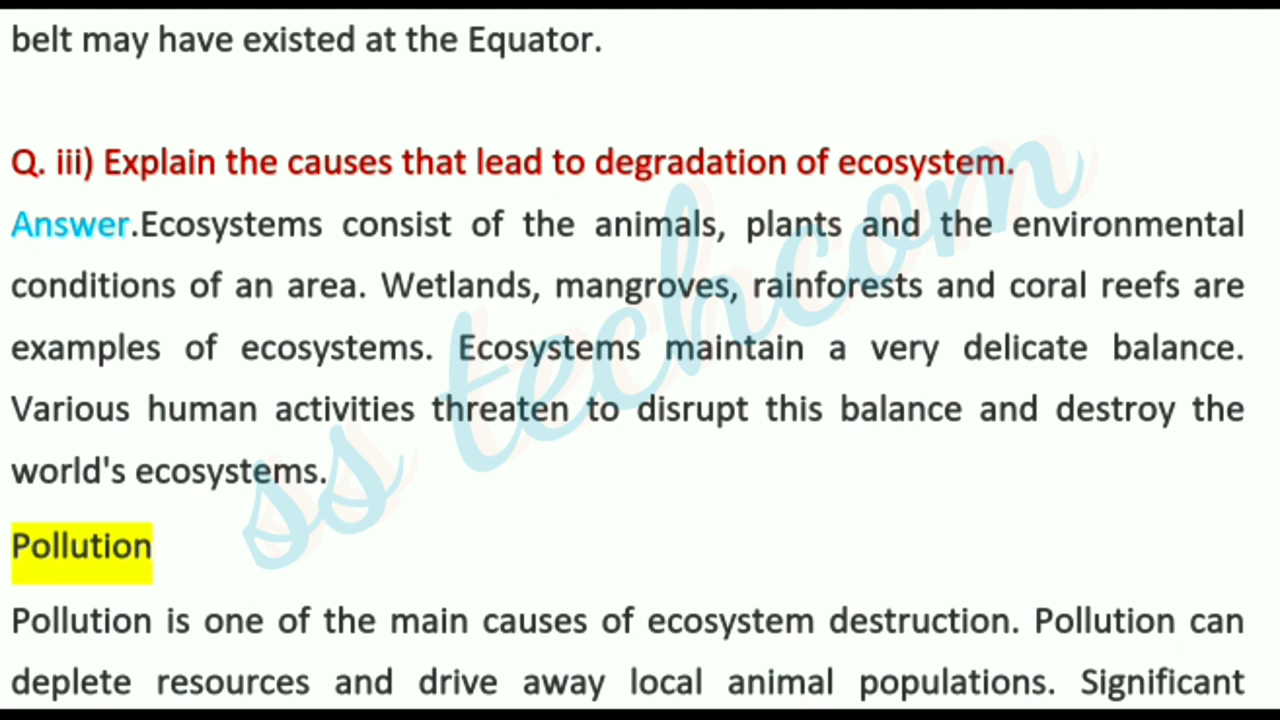 belt may have existed at the Equator.
Q. iii) Explain the causes that lead to degradation of ecosystem.
Answer.Ecosystems consist of the animals, plants and the environmental
conditions of an area. Wetlands, mangroves, rainforests and coral reefs are
examples of ecosystems. Ecosystems maintain a very delicate balance.
Various human activities threaten to disrupt this balance and destroy the
world's ecosystems.
Pollution
Pollution is one of the main causes of ecosystem destruction. Pollution can
deplete resources and drive away local animal populations. Significant
ss techcom